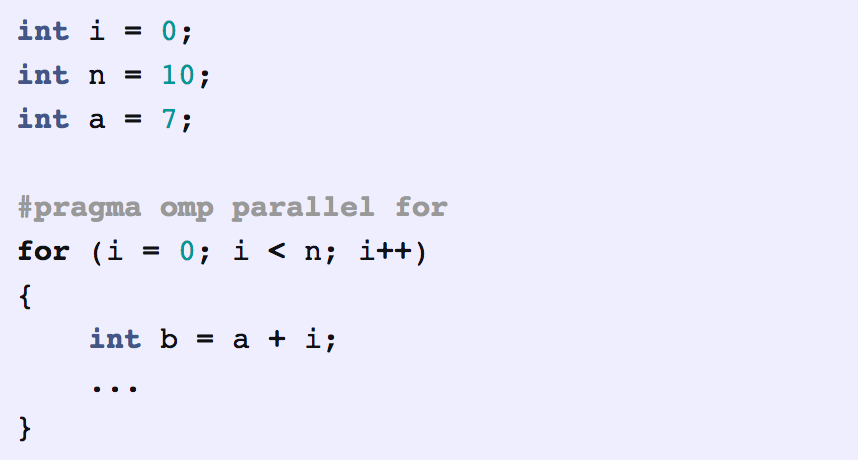 int i = 0;
int n = 10;
int a = 7;
#pragma omp parallel for
for (i = 0; i < n; i++)
{
    int b = a + i;
    ...
}